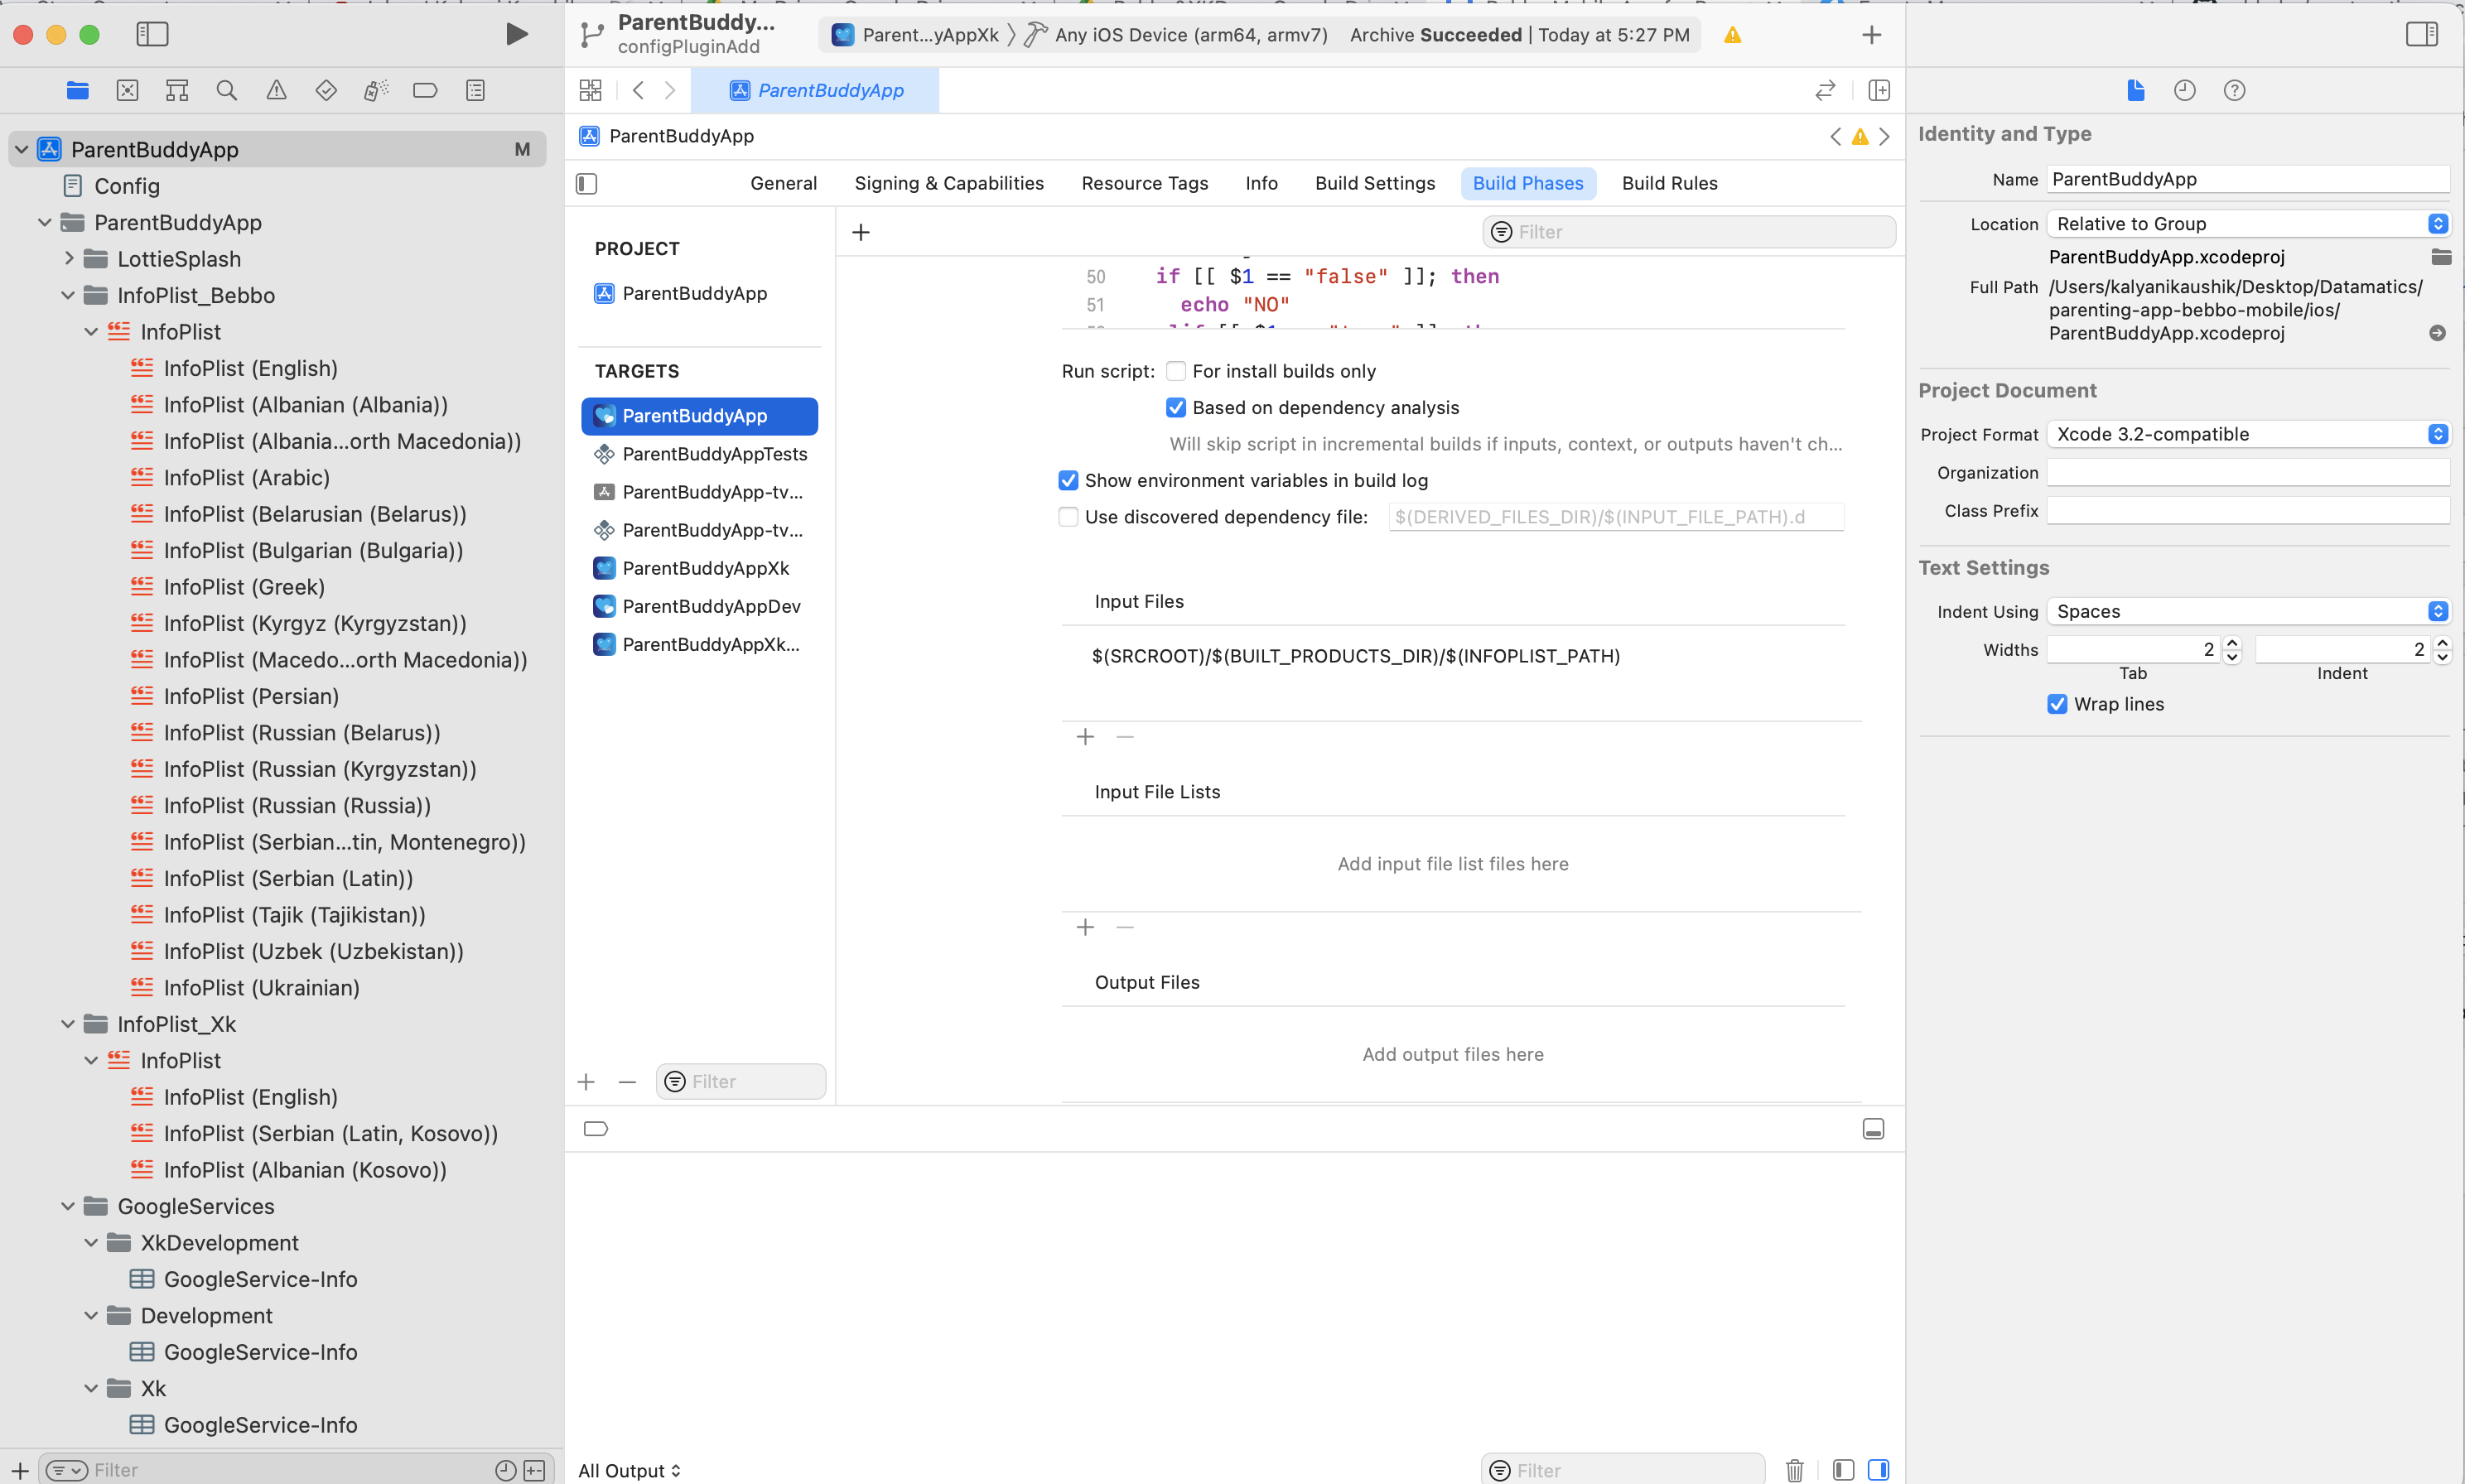 ParentBuddy...
configPluginAdd
Parent...yAppXk
Any iOS Device (arm64, armv7)
Archive Succeeded | Today at 5:27 PM
ParentBuddyApp
ParentBuddyApp
General
Signing & Capabilities
Resource Tags
Info
Build Settings
Build Phases
Build Rules
ParentBuddyApp M
Config
ParentBuddyApp
LottieSplash
InfoPlist_Bebbo
InfoPlist
InfoPlist (English)
InfoPlist (Albanian (Albania))
InfoPlist (Albania...orth Macedonia))
InfoPlist (Arabic)
InfoPlist (Belarusian (Belarus))
InfoPlist (Bulgarian (Bulgaria))
InfoPlist (Greek)
InfoPlist (Kyrgyz (Kyrgyzstan))
InfoPlist (Macedo...orth Macedonia))
InfoPlist (Persian)
InfoPlist (Russian (Belarus))
InfoPlist (Russian (Kyrgyzstan))
InfoPlist (Russian (Russia))
InfoPlist (Serbian...tin, Montenegro))
InfoPlist (Serbian (Latin))
InfoPlist (Tajik (Tajikistan))
InfoPlist (Uzbek (Uzbekistan))
InfoPlist (Ukrainian)
InfoPlist_Xk
InfoPlist
InfoPlist (English)
InfoPlist (Serbian (Latin, Kosovo))
InfoPlist (Albanian (Kosovo))
GoogleServices
XkDevelopment
GoogleService-Info
Development
GoogleService-Info
Xk
GoogleService-Info
Filter
PROJECT
ParentBuddyApp
TARGETS
ParentBuddyApp
ParentBuddyAppTests
ParentBuddyApp-tv...
ParentBuddyApp-tv...
ParentBuddyAppXk
ParentBuddyAppDev
ParentBuddyAppXk...
Filter
Filter
50 if [[ $1 == "false" ]]; then
51 echo "NO"
Run script: For install builds only
Based on dependency analysis
Will skip script in incremental builds if inputs, context, or outputs haven't ch...
Show environment variables in build log
Use discovered dependency file: $(DERIVED_FILES_DIR)/$(INPUT_FILE_PATH).d
Input Files
$(SRCROOT)/$(BUILT_PRODUCTS_DIR)/$(INFOPLIST_PATH)
Input File Lists
Add input file list files here
Output Files
Add output files here
All Output
Filter
Identity and Type
Name ParentBuddyApp
Location Relative to Group
ParentBuddyApp.xcodeproj
Full Path /Users/kalyanikaushik/Desktop/Datamatics/
parenting-app-bebbo-mobile/ios/
ParentBuddyApp.xcodeproj
Project Document
Project Format Xcode 3.2-compatible
Organization
Class Prefix
Text Settings
Indent Using Spaces
Widths 2 2
Tab Indent
Wrap lines